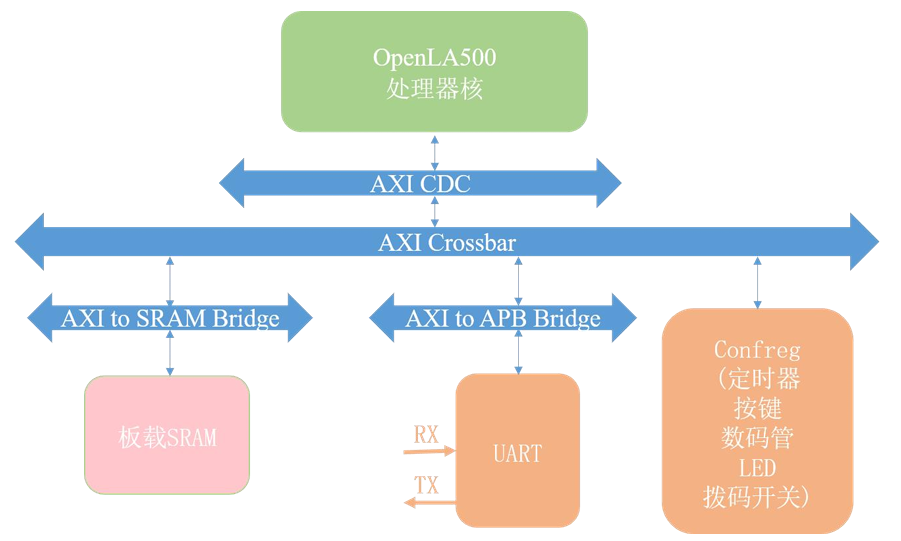 OpenLA500
处理器核
AXI CDC
AXI Crossbar
AXI to SRAM Bridge
AXI to APB Bridge
板载SRAM
RX
TX
UART
Confreg
(定时器
按键
数码管
LED
拨码开关)